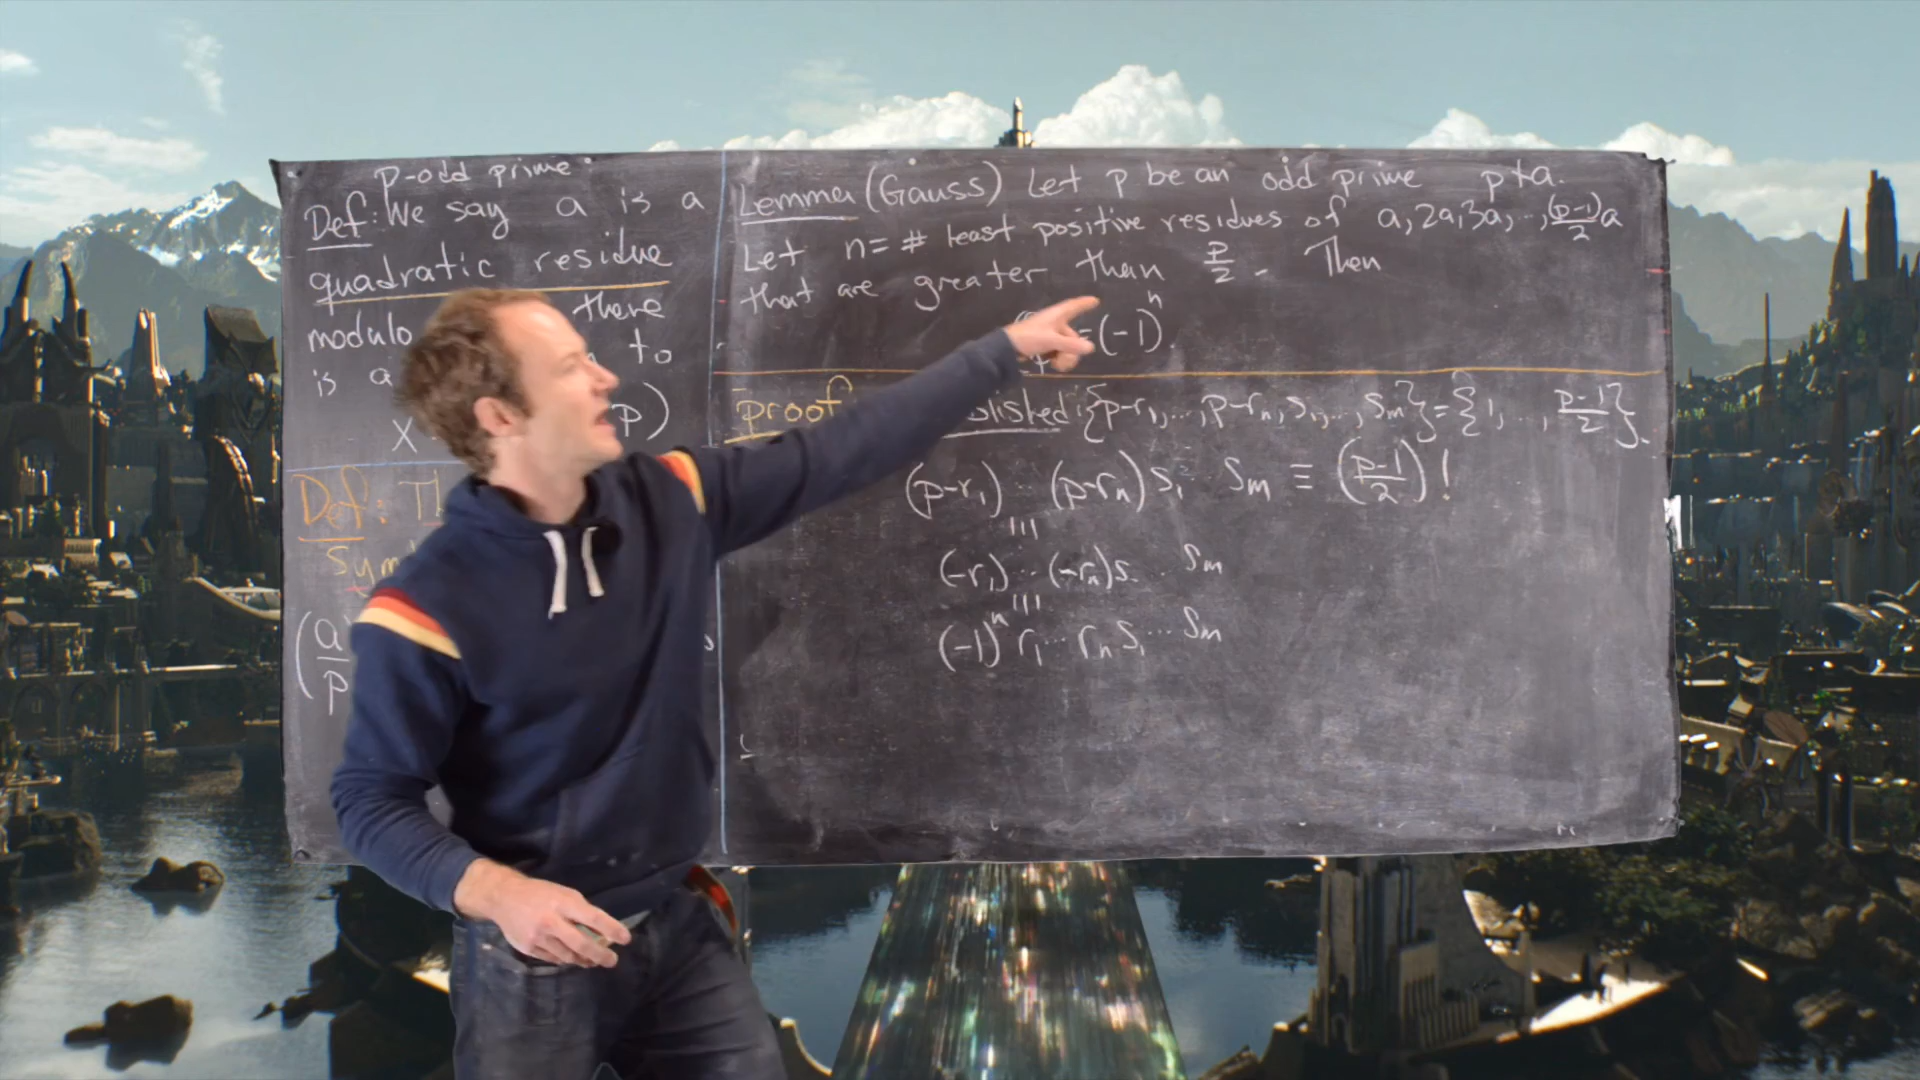 p-odd prime
Def: We say a is a
quadratic residue
modulo there
is a to
x p)
Def:
(a
p
Lemma (Gauss) Let p be an odd prime p∤a.
Let n = # least positive residues of a, 2a, 3a, ..., (p-1)/2 a
that are greater than p/2. Then
=(-1)^n.
proof {p-r₁, ..., p-rₙ, s₁, ..., sₘ} = {1, ..., (p-1)/2}.
(p-r₁)...(p-rₙ)s₁...sₘ ≡ ((p-1)/2)!
|||
(-r₁)...(-rₙ)s...sₘ
|||
(-1)^n r₁...rₙ s₁...sₘ